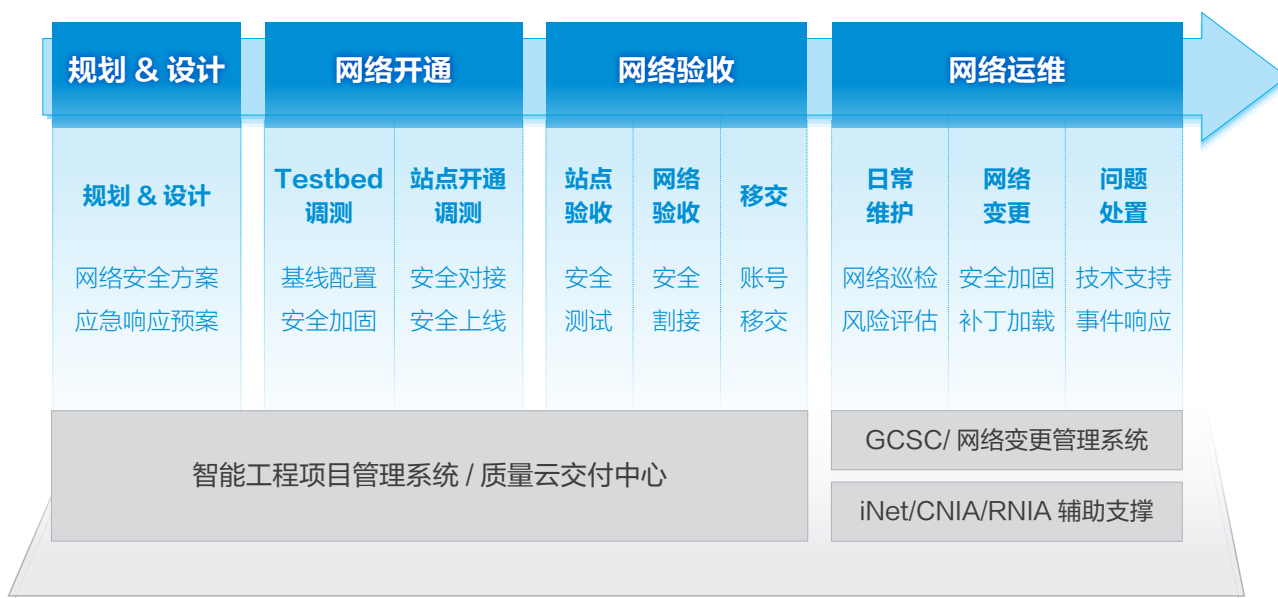 规划 & 设计
网络开通
网络验收
网络运维
规划 & 设计
Testbed
调测
站点开通
调测
站点
验收
网络
验收
移交
日常
维护
网络
变更
问题
处置
网络安全方案
应急响应预案
基线配置
安全加固
安全对接
安全上线
安全
测试
安全
割接
账号
移交
网络巡检
风险评估
安全加固
补丁加载
技术支持
事件响应
智能工程项目管理系统 / 质量云交付中心
GCSC/ 网络变更管理系统
iNet/CNIA/RNIA 辅助支撑